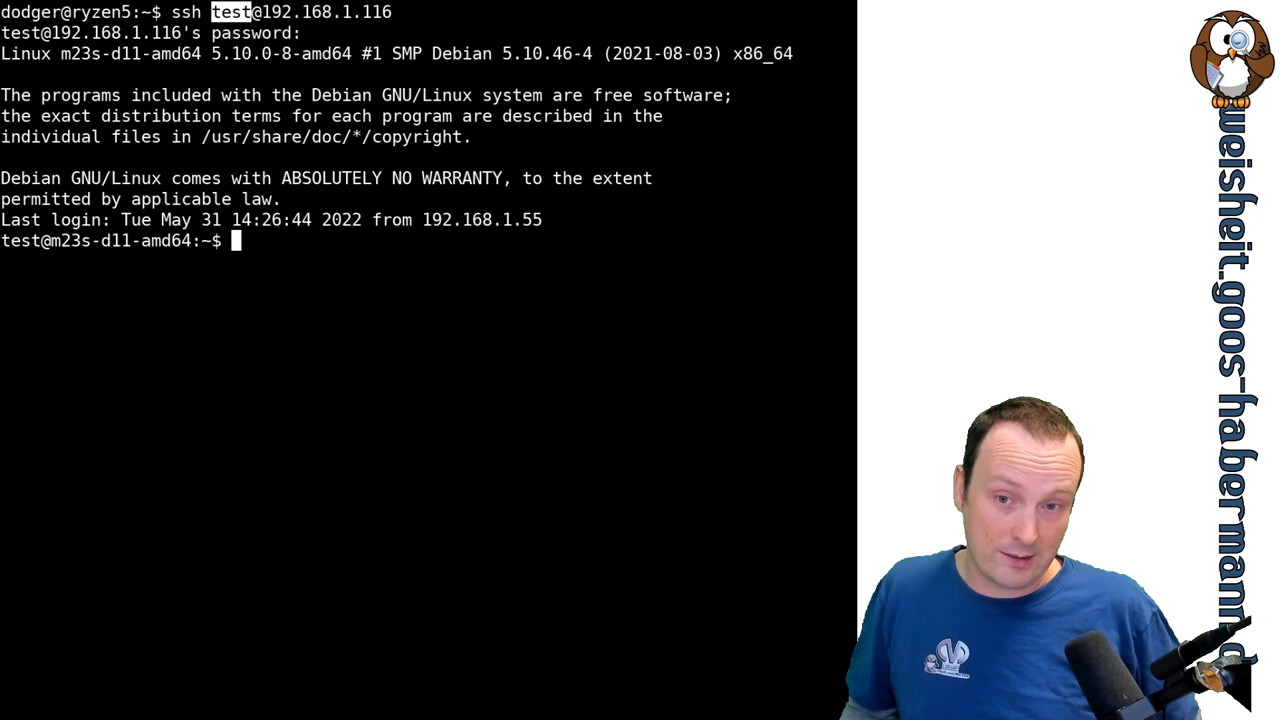 dodger@ryzen5:~$ ssh test@192.168.1.116
test@192.168.1.116's password:
Linux m23s-d11-amd64 5.10.0-8-amd64 #1 SMP Debian 5.10.46-4 (2021-08-03) x86_64
The programs included with the Debian GNU/Linux system are free software;
the exact distribution terms for each program are described in the
individual files in /usr/share/doc/*/copyright.
Debian GNU/Linux comes with ABSOLUTELY NO WARRANTY, to the extent
permitted by applicable law.
Last login: Tue May 31 14:26:44 2022 from 192.168.1.55
test@m23s-d11-amd64:~$
weisheit.goos-habermann.d